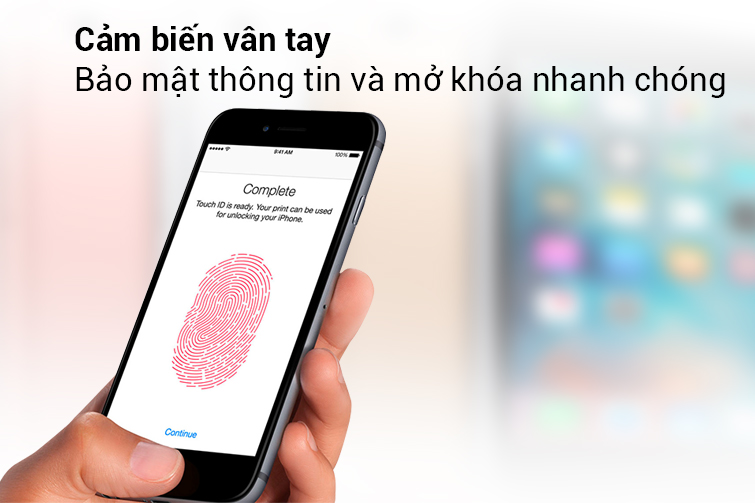 Cảm biến vân tay
Bảo mật thông tin và mở khóa nhanh chóng
9:41 AM
100%
Complete
Touch ID is ready. Your print can be used
for unlocking your iPhone.
Continue